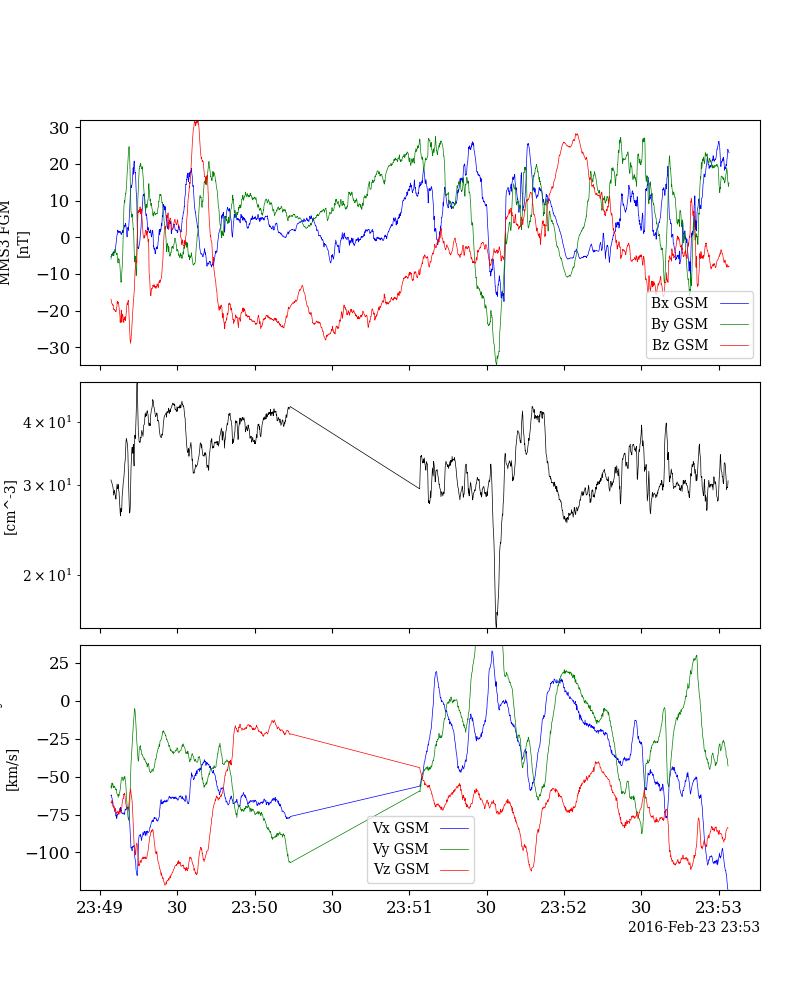 30
20
10
0
−10
−20
−30
MMS3 FGM
[nT]
Bx GSM
By GSM
Bz GSM
4×10¹
3×10¹
2×10¹
[cm^-3]
25
0
−25
−50
−75
−100
[km/s]
Vx GSM
Vy GSM
Vz GSM
23:49 30 23:50 30 23:51 30 23:52 30 23:53
2016-Feb-23 23:53